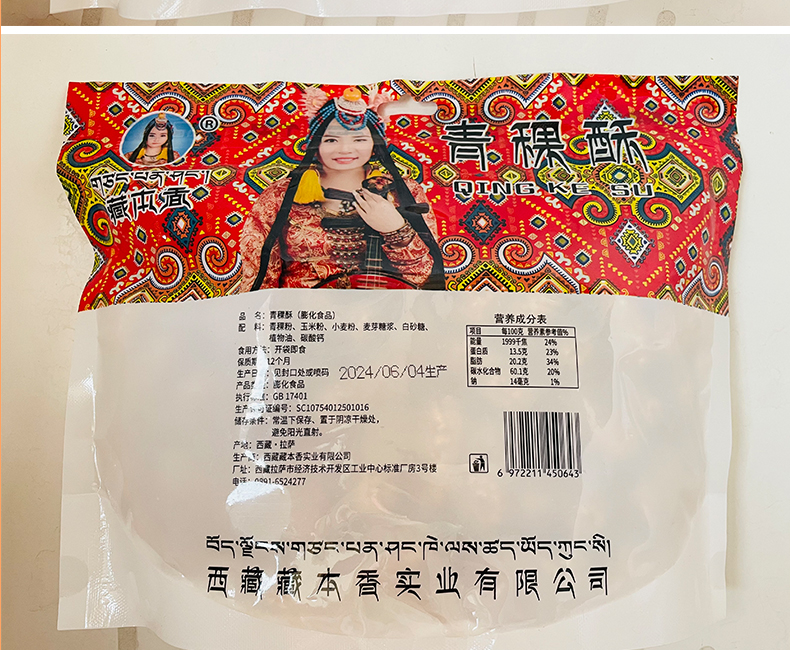 ®
གཙང་པན་ཤང་།
藏本香
青稞酥
QING KE SU
品 名：青稞酥（膨化食品）
配 料：青稞粉、玉米粉、小麦粉、麦芽糖浆、白砂糖、
植物油、碳酸钙
食用方法：开袋即食
保质期：12个月
生产日期：见封口处或喷码 2024/06/04生产
产品类型：膨化食品
执行标准：GB 17401
生产许可证编号：SC10754012501016
储存条件：常温下保存、置于阴凉干燥处，
避免阳光直射。
产地：西藏·拉萨
生产商：西藏藏本香实业有限公司
厂址：西藏拉萨市经济技术开发区工业中心标准厂房3号楼
电话：0891-6524277
营养成分表
项目 每100克 营养素参考值%
能量 1999千焦 24%
蛋白质 13.5克 23%
脂肪 20.2克 34%
碳水化合物 60.1克 20%
钠 14毫克 1%
6 972211 450643
བོད་ལྗོངས་གཙང་པན་ཤང་ཁེ་ལས་ཚད་ཡོད་ཀུང་སི།
西藏藏本香实业有限公司